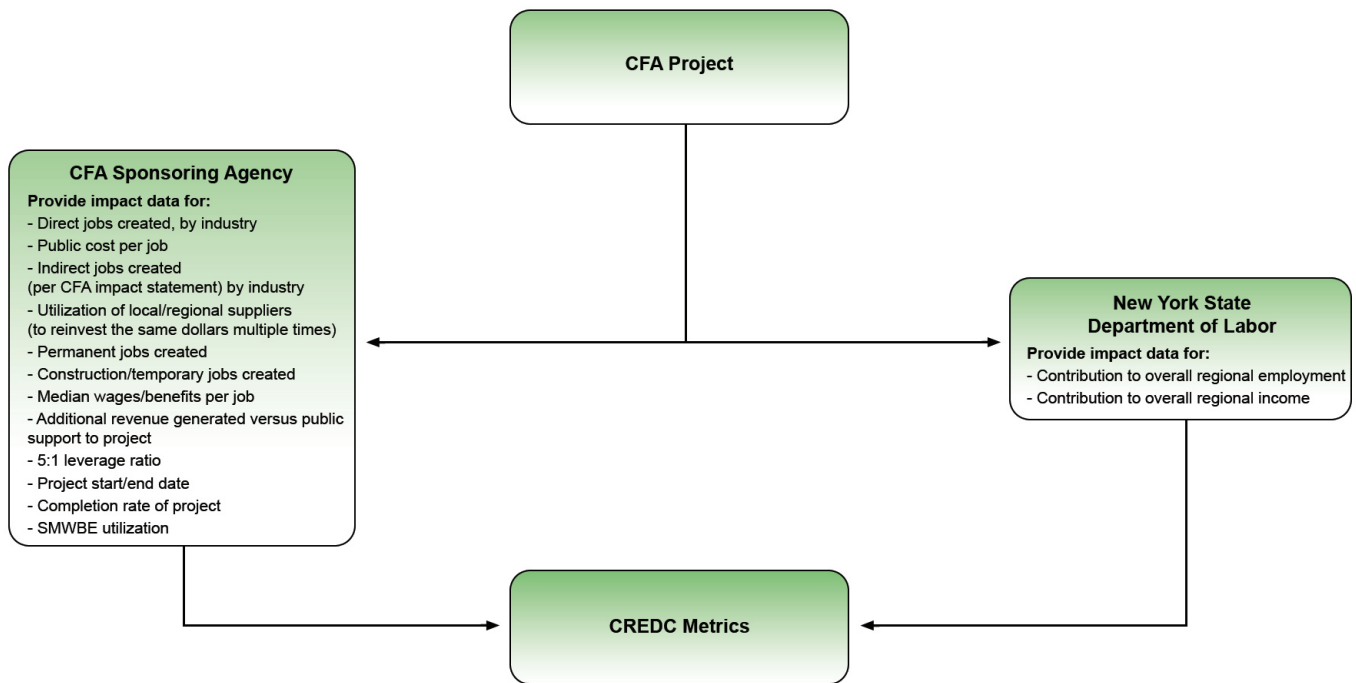 CFA Project
CFA Sponsoring Agency
Provide impact data for:
- Direct jobs created, by industry
- Public cost per job
- Indirect jobs created
(per CFA impact statement) by industry
- Utilization of local/regional suppliers
(to reinvest the same dollars multiple times)
- Permanent jobs created
- Construction/temporary jobs created
- Median wages/benefits per job
- Additional revenue generated versus public
support to project
- 5:1 leverage ratio
- Project start/end date
- Completion rate of project
- SMWBE utilization
New York State
Department of Labor
Provide impact data for:
- Contribution to overall regional employment
- Contribution to overall regional income
CREDC Metrics